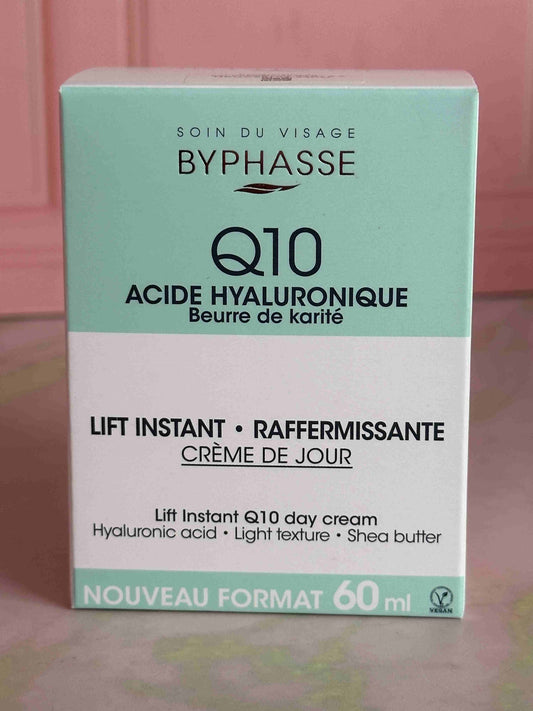 SOIN DU VISAGE
BYPHASSE
Q10
ACIDE HYALURONIQUE
Beurre de karité
LIFT INSTANT • RAFFERMISSANTE
CRÈME DE JOUR
Lift Instant Q10 day cream
Hyaluronic acid • Light texture • Shea butter
NOUVEAU FORMAT 60 ml
VEGAN